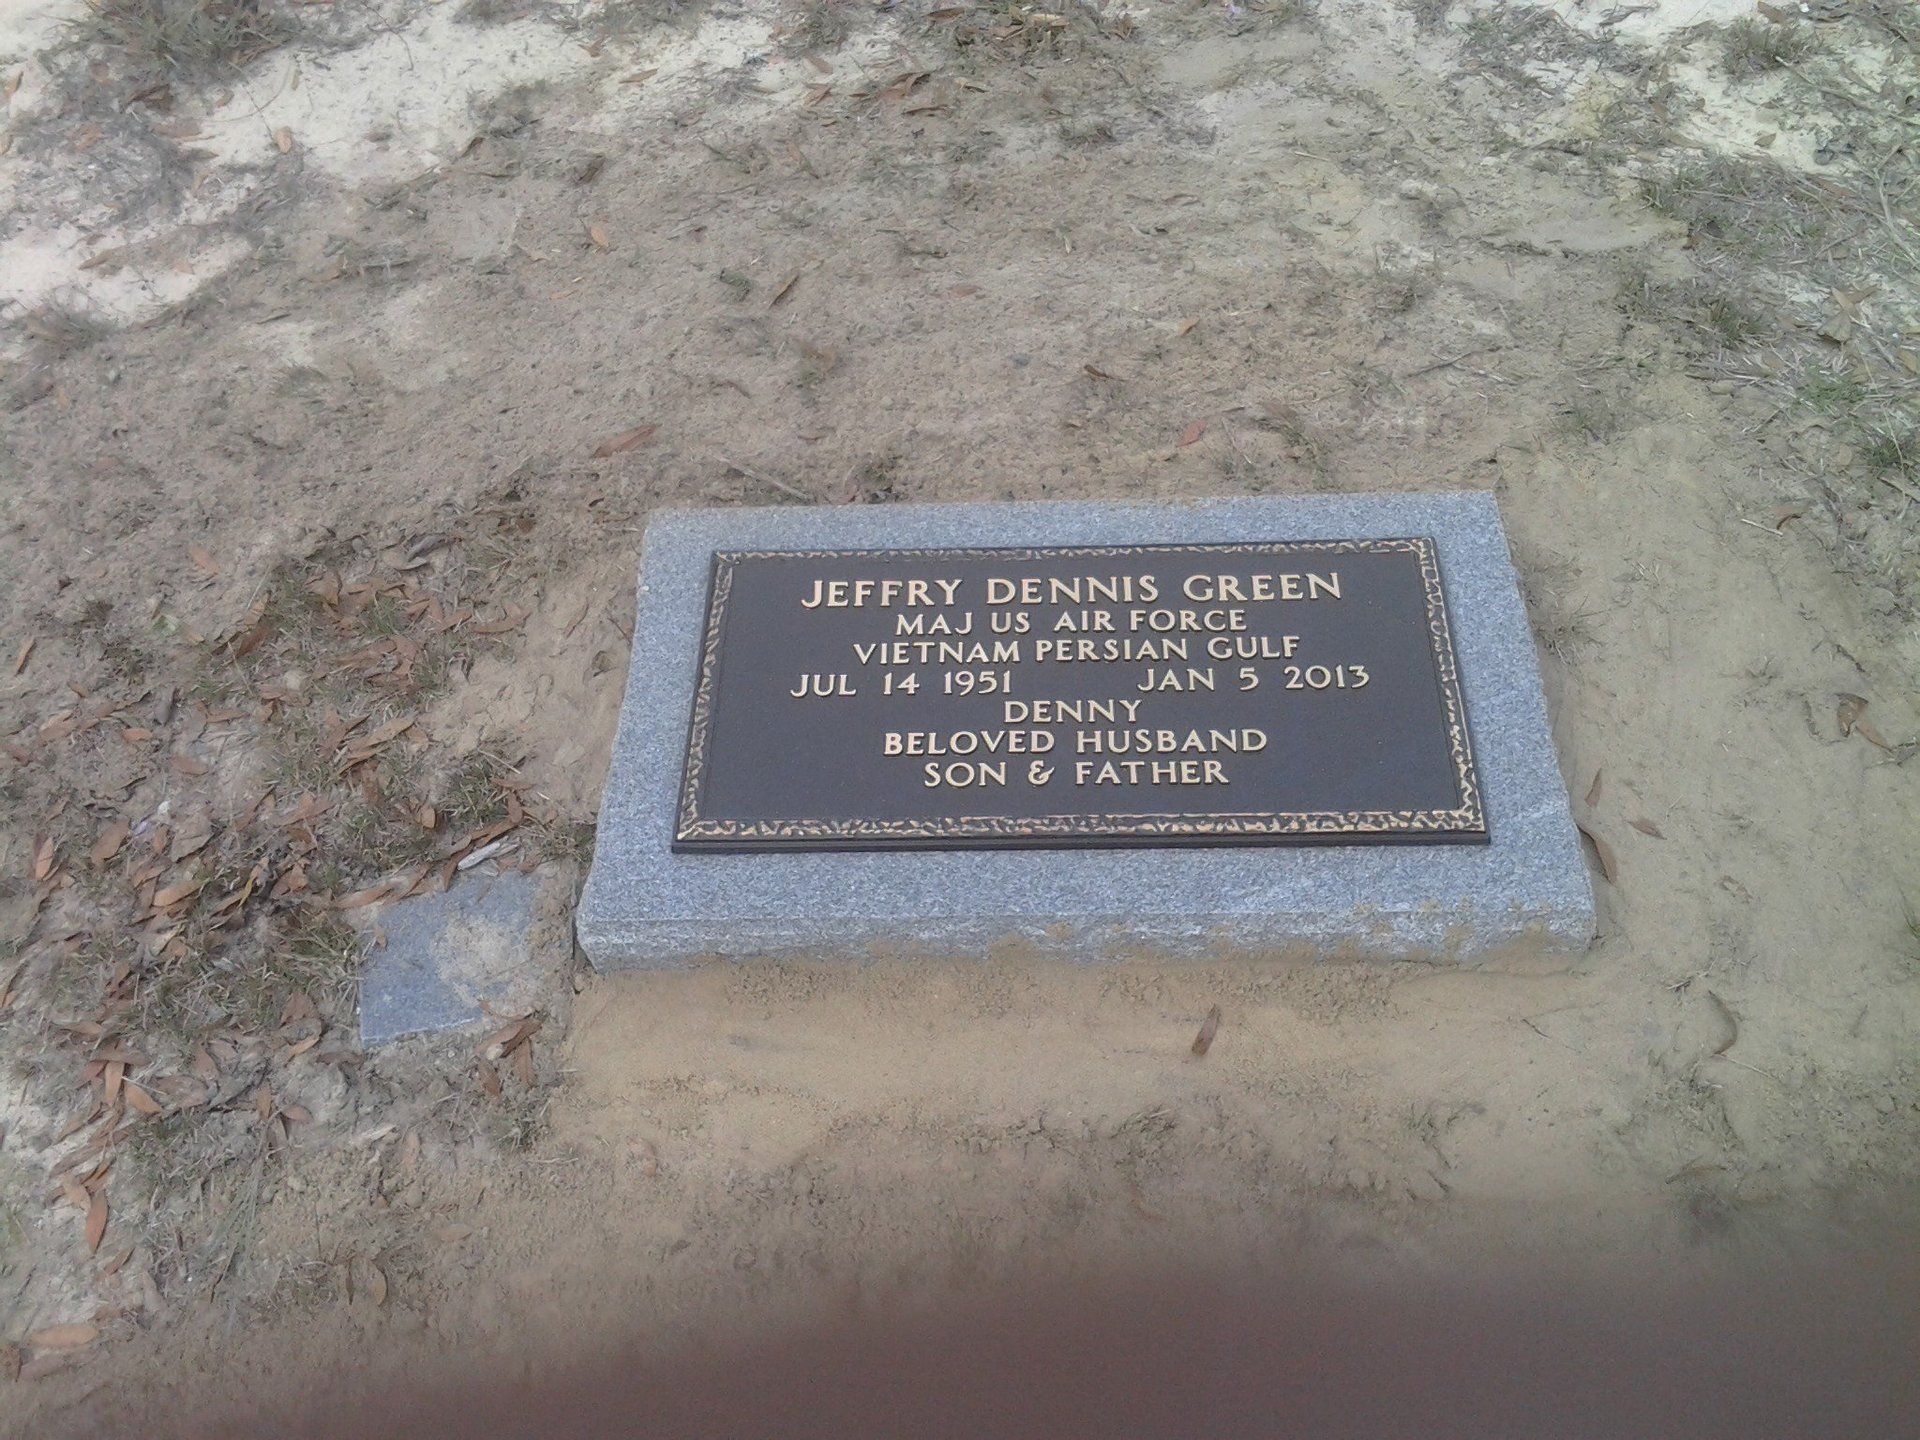 JEFFRY DENNIS GREEN
MAJ US AIR FORCE
VIETNAM PERSIAN GULF
JUL 14 1951 JAN 5 2013
DENNY
BELOVED HUSBAND
SON & FATHER